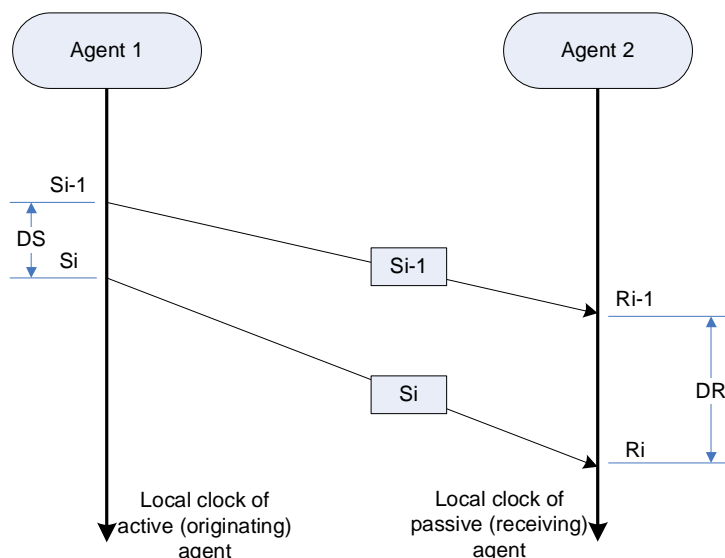 Agent 1
Agent 2
Si-1
DS
Si
Si-1
Ri-1
Si
DR
Ri
Local clock of
active (originating)
agent
Local clock of
passive (receiving)
agent